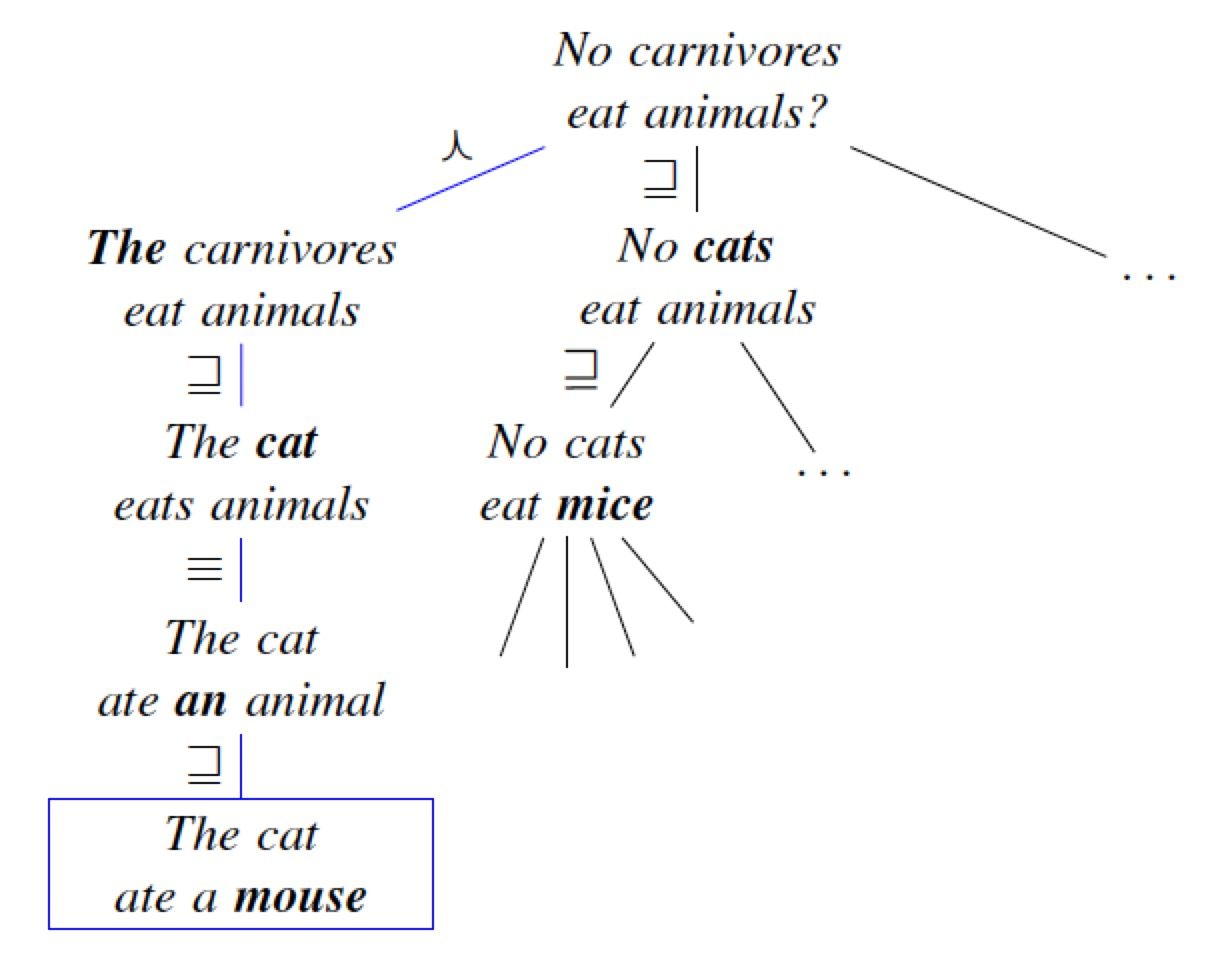 No carnivores
eat animals?
⋏
⊒
The carnivores
eat animals
No cats
eat animals
...
⊒
⊒
The cat
eats animals
No cats
eat mice
...
≡
The cat
ate an animal
⊒
The cat
ate a mouse